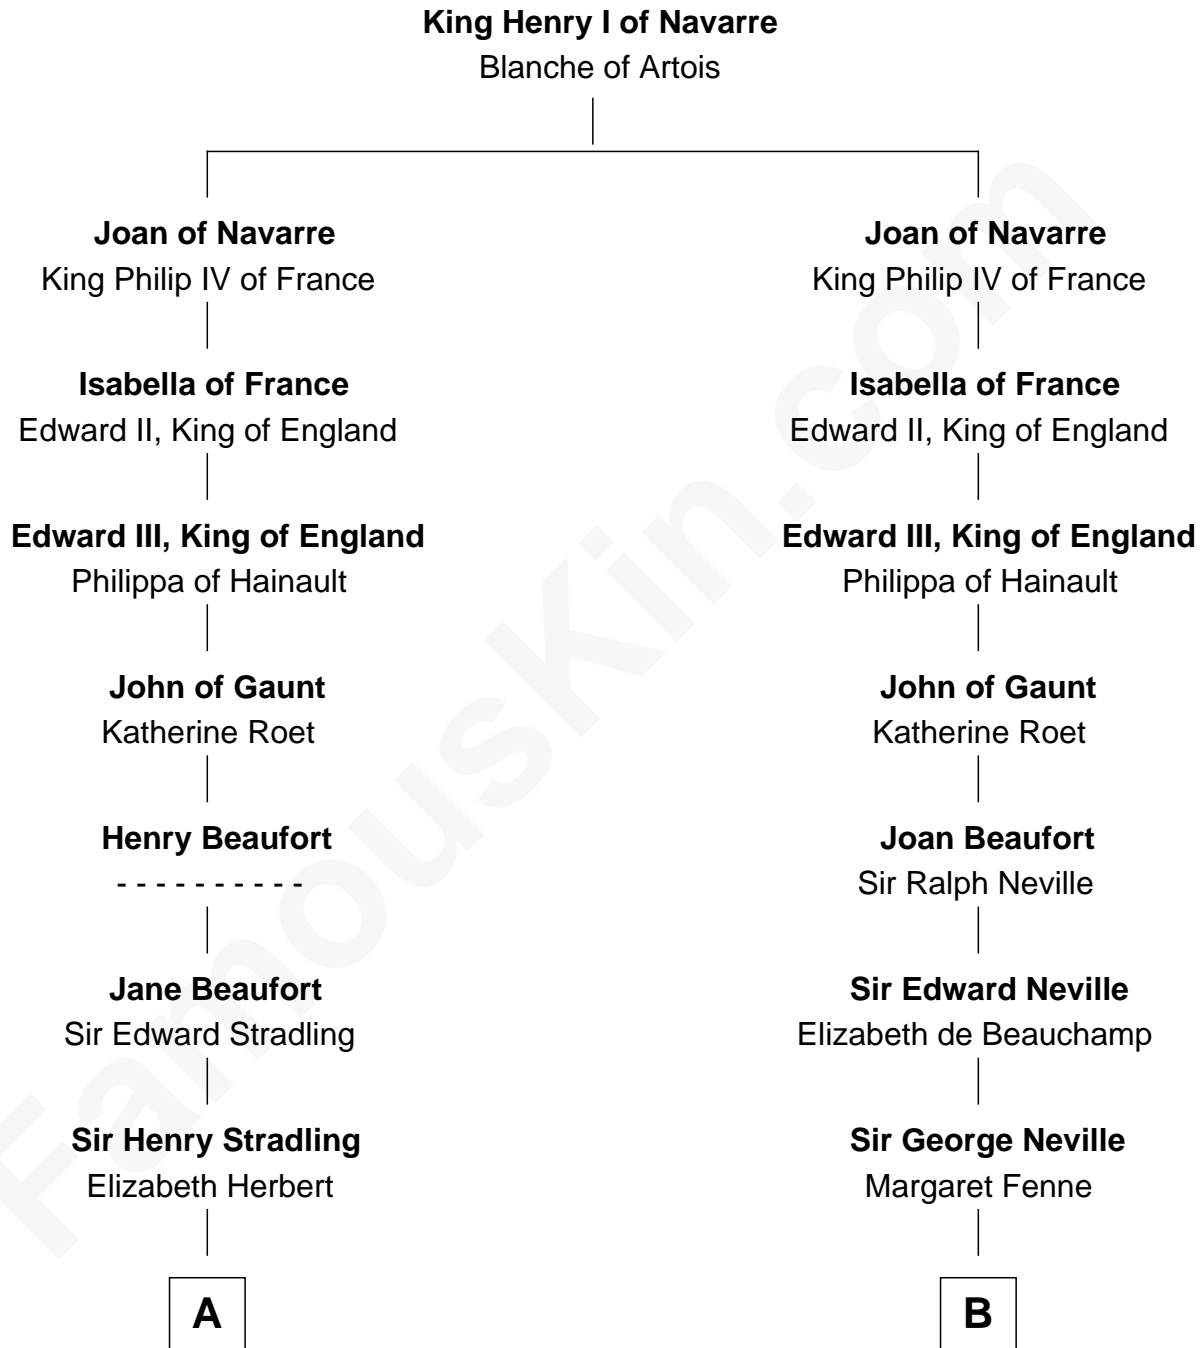 King Henry I of Navarre
Blanche of Artois
Joan of Navarre
King Philip IV of France
Joan of Navarre
King Philip IV of France
Isabella of France
Edward II, King of England
Isabella of France
Edward II, King of England
Edward III, King of England
Philippa of Hainault
Edward III, King of England
Philippa of Hainault
John of Gaunt
Katherine Roet
John of Gaunt
Katherine Roet
Henry Beaufort
- - - - - - - - - -
Joan Beaufort
Sir Ralph Neville
Jane Beaufort
Sir Edward Stradling
Sir Edward Neville
Elizabeth de Beauchamp
Sir Henry Stradling
Elizabeth Herbert
Sir George Neville
Margaret Fenne
A
B
FamousKin.com